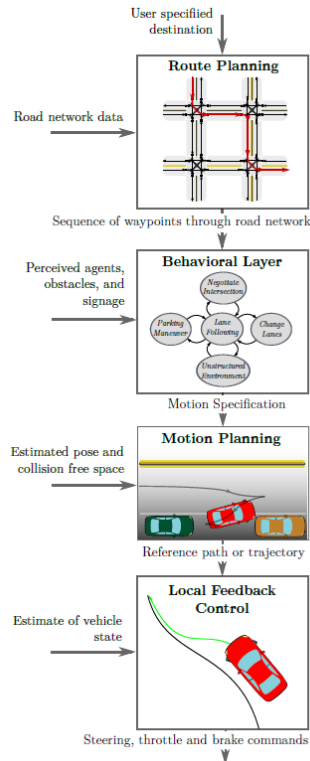 User specifiied
destination
Route Planning
Road network data
Sequence of waypoints through road network
Behavioral Layer
Perceived agents,
obstacles, and
signage
Negotiate
Intersection
Parking
Maneuver
Lane
Following
Change
Lanes
Unstructural
Environment
Motion Specification
Motion Planning
Estimated pose and
collision free space
Reference path or trajectory
Local Feedback
Control
Estimate of vehicle
state
Steering, throttle and brake commands